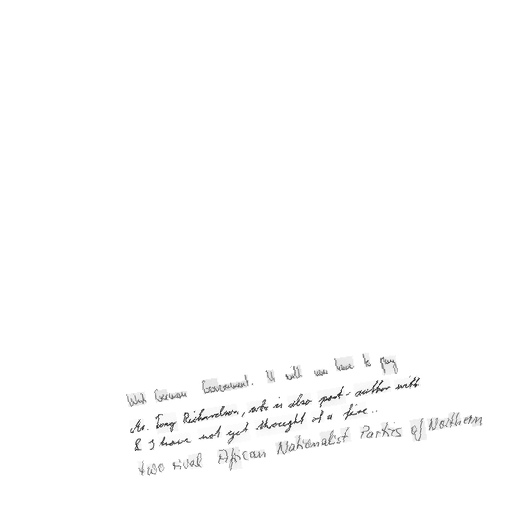 West German Government. It will now have to pay
Mr. Tony Richardson, who is also part-author with
& I have not yet thought of a fine..
two rival African Nationalist Parties of Northern